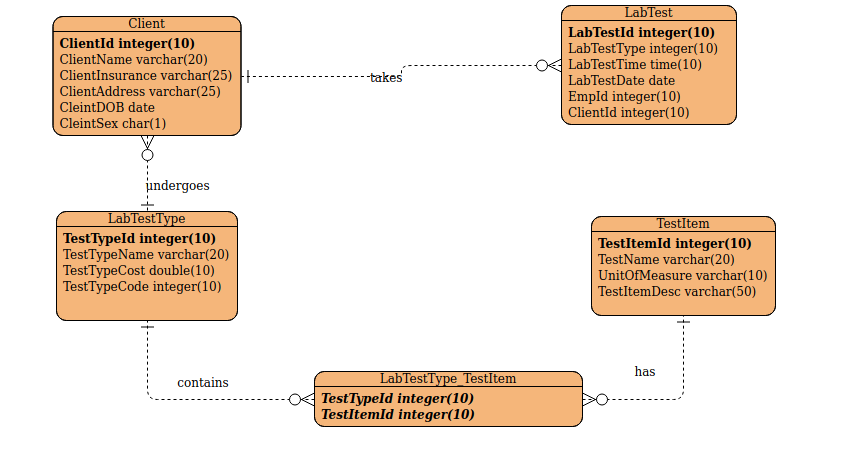 Client
ClientId integer(10)
ClientName varchar(20)
ClientInsurance varchar(25)
ClientAddress varchar(25)
CleintDOB date
CleintSex char(1)
takes
LabTest
LabTestId integer(10)
LabTestType integer(10)
LabTestTime time(10)
LabTestDate date
EmpId integer(10)
ClientId integer(10)
undergoes
LabTestType
TestTypeId integer(10)
TestTypeName varchar(20)
TestTypeCost double(10)
TestTypeCode integer(10)
TestItem
TestItemId integer(10)
TestName varchar(20)
UnitOfMeasure varchar(10)
TestItemDesc varchar(50)
contains
LabTestType_TestItem
TestTypeId integer(10)
TestItemId integer(10)
has